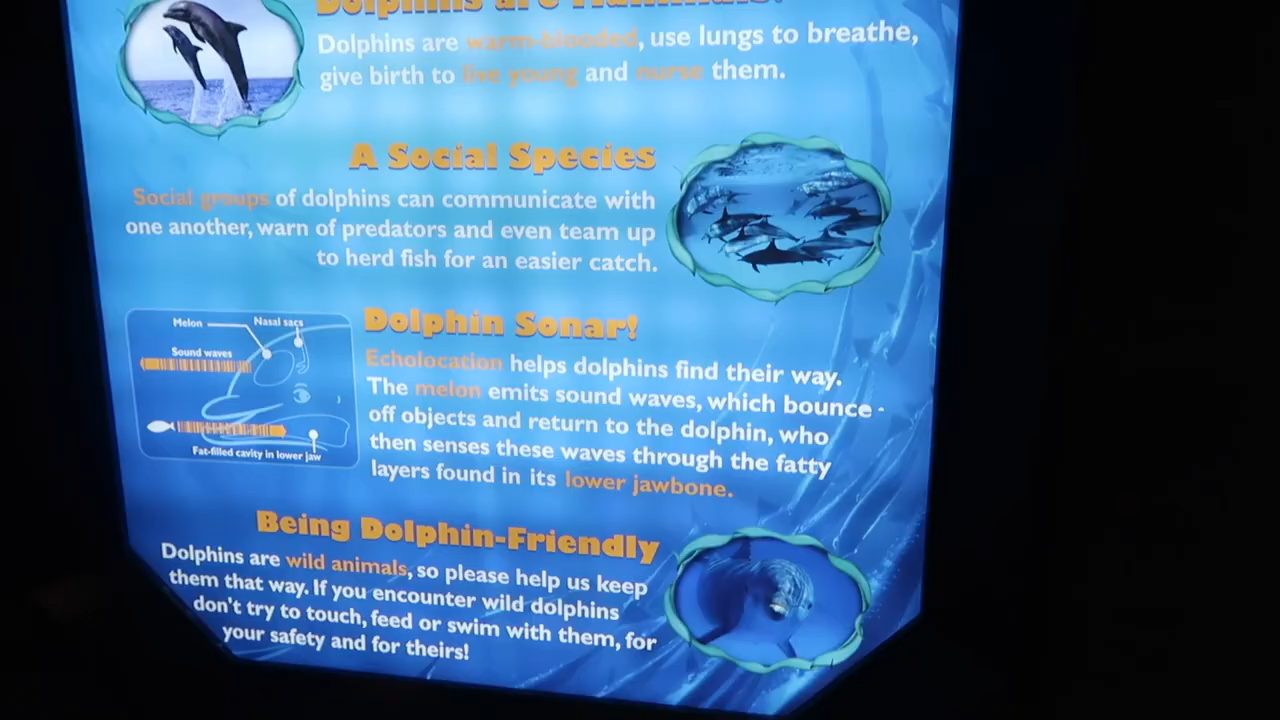 Dolphins are Mammals!
Dolphins are warm-blooded, use lungs to breathe,
give birth to live young and nurse them.
A Social Species
Social groups of dolphins can communicate with
one another, warn of predators and even team up
to herd fish for an easier catch.
Melon
Nasal sacs
Sound waves
Fat-filled cavity in lower jaw
Dolphin Sonar!
Echolocation helps dolphins find their way.
The melon emits sound waves, which bounce
off objects and return to the dolphin, who
then senses these waves through the fatty
layers found in its lower jawbone.
Being Dolphin-Friendly
Dolphins are wild animals, so please help us keep
them that way. If you encounter wild dolphins
don't try to touch, feed or swim with them, for
your safety and for theirs!